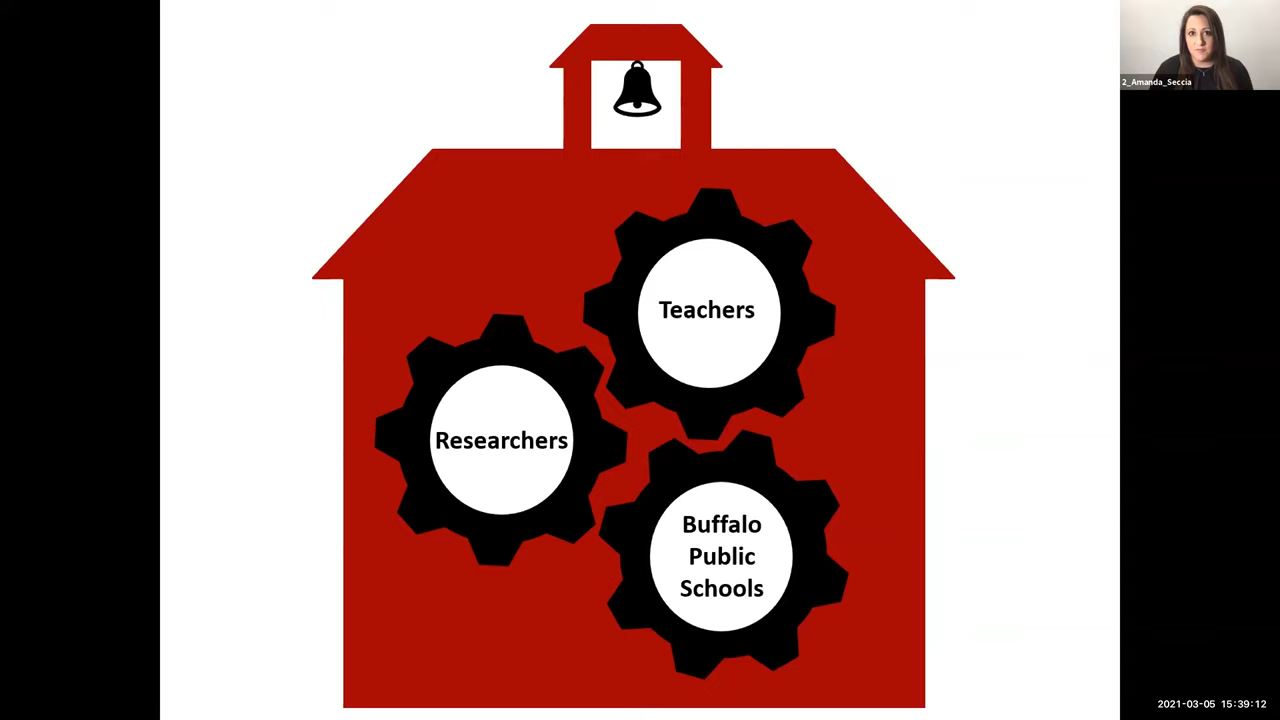 2_Amanda_Seccia
Teachers
Researchers
Buffalo
Public
Schools
2021-03-05 15:39:12